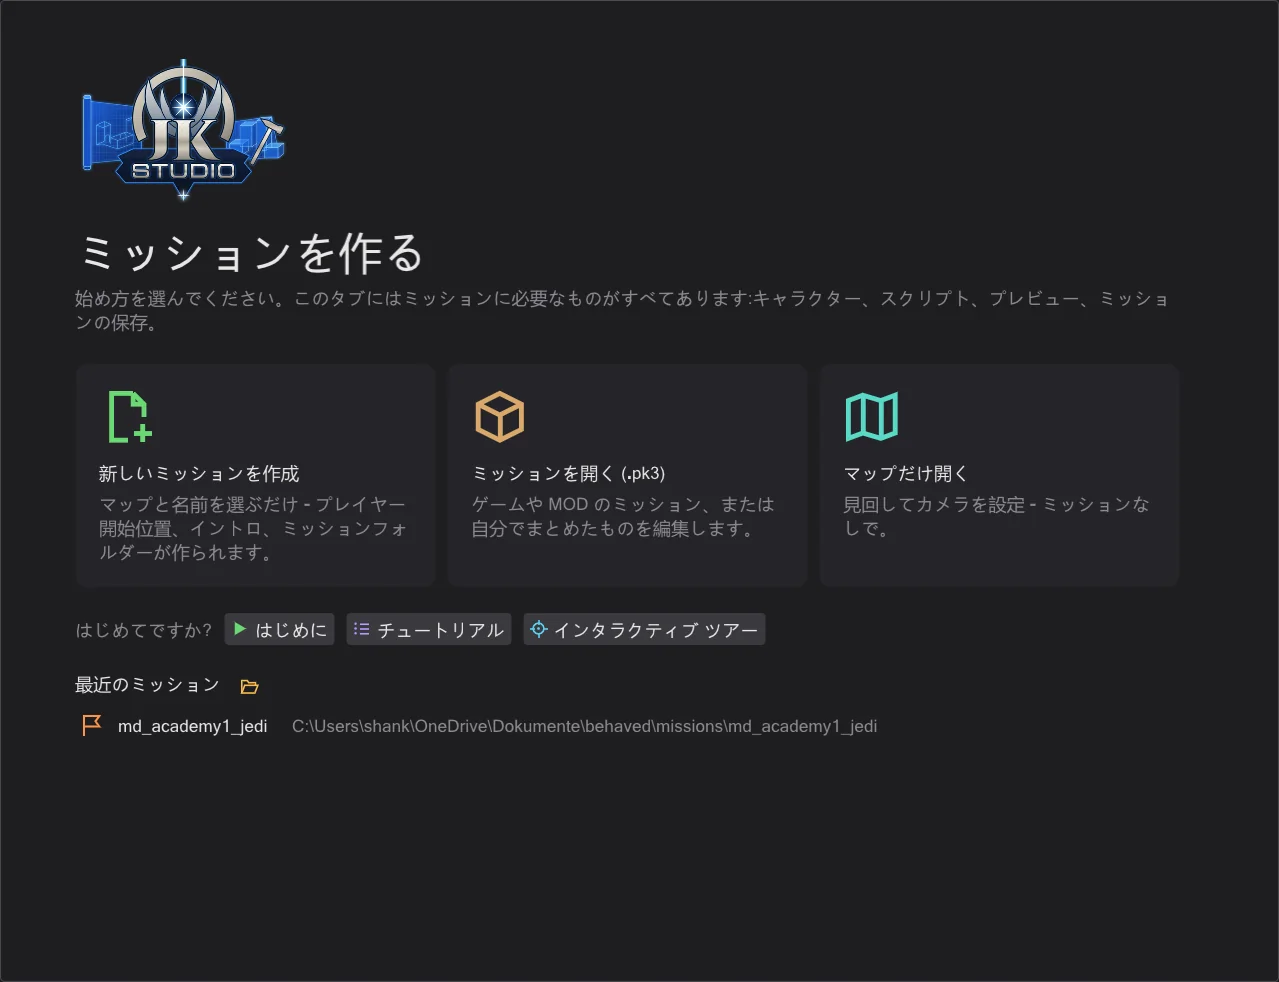 JK
STUDIO
ミッションを作る
始め方を選んでください。このタブにはミッションに必要なものがすべてあります:キャラクター、スクリプト、プレビュー、ミッショ
ンの保存。
新しいミッションを作成
マップと名前を選ぶだけ - プレイヤー
開始位置、イントロ、ミッションフォ
ルダーが作られます。
ミッションを開く (.pk3)
ゲームや MOD のミッション、または
自分でまとめたものを編集します。
マップだけ開く
見回してカメラを設定 - ミッションな
しで。
はじめてですか? はじめに チュートリアル インタラクティブ ツアー
最近のミッション
md_academy1_jedi C:\Users\shank\OneDrive\Dokumente\behaved\missions\md_academy1_jedi